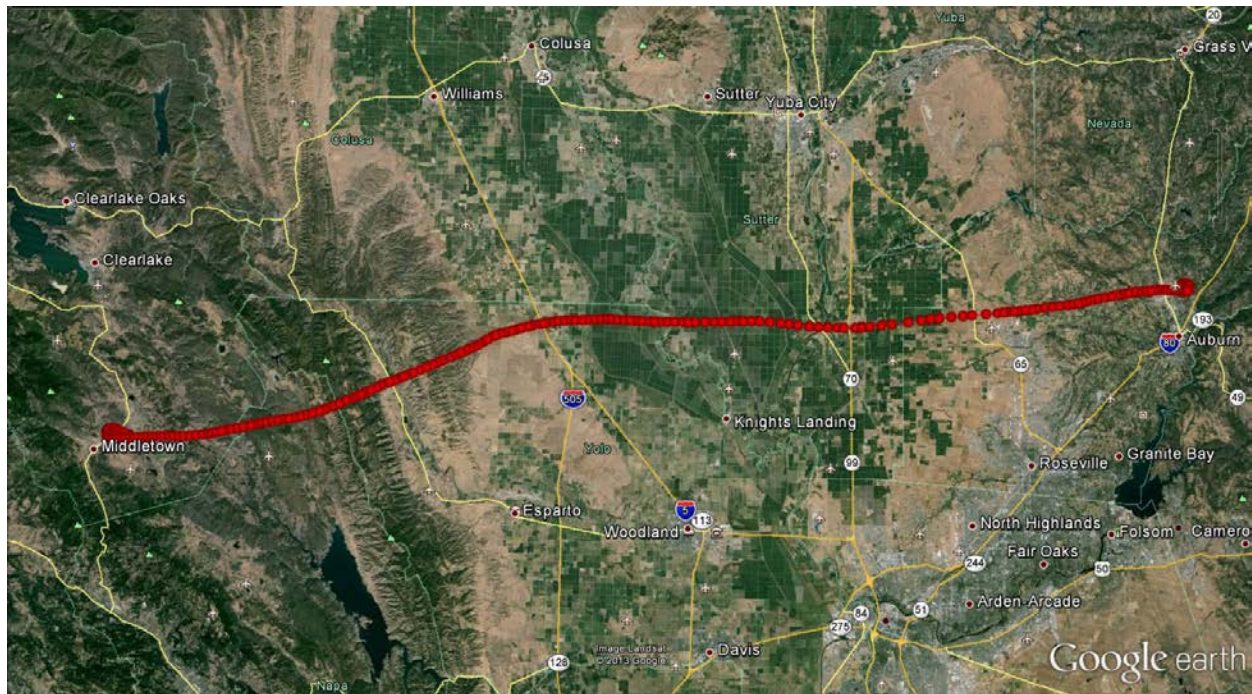 Yuba
20
Grass V
Colusa
45
Williams
Sutter
Yuba City
Nevada
Colusa
Clearlake Oaks
Sutter
Clearlake
193
80
Auburn
65
70
505
49
Middletown
Knights Landing
Yolo
Roseville
Granite Bay
99
Esparto
5
113
Woodland
North Highlands
Folsom
Camero
Fair Oaks
244
50
Arden-Arcade
84
51
275
Image Landsat
© 2013 Google
Davis
128
Google earth
Napa